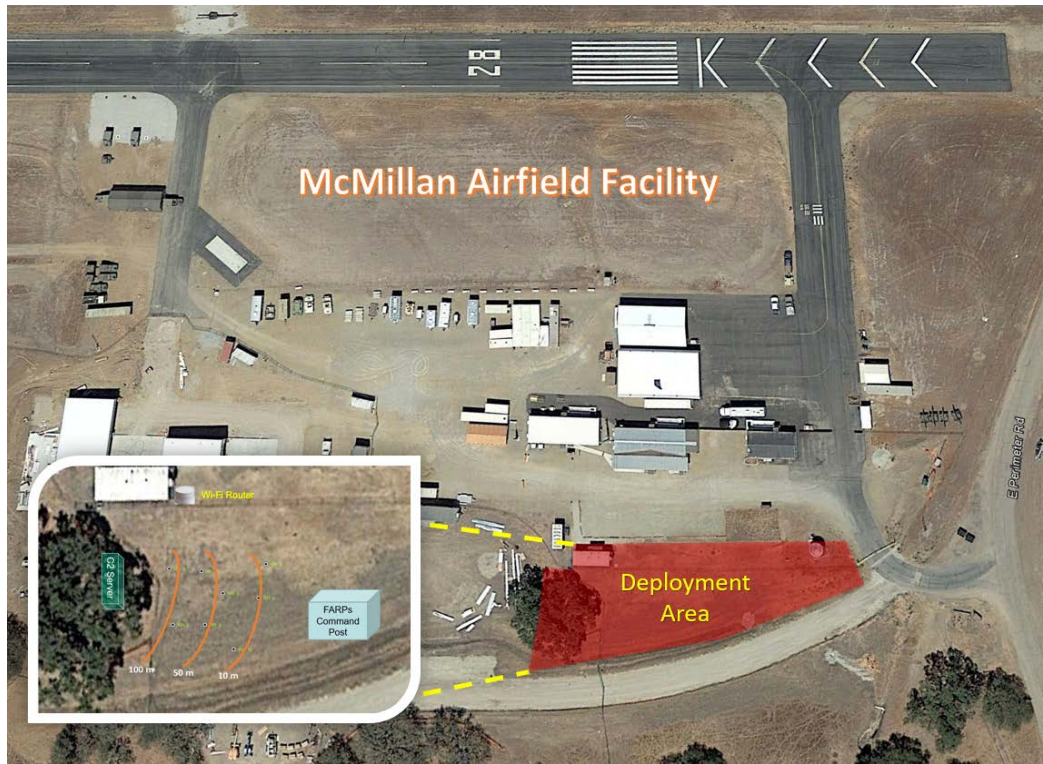 28
McMillan Airfield Facility
E Perimeter Rd
Wi-Fi Router
C2 Server
FARPs
Command
Post
100 m
50 m
10 m
Deployment
Area